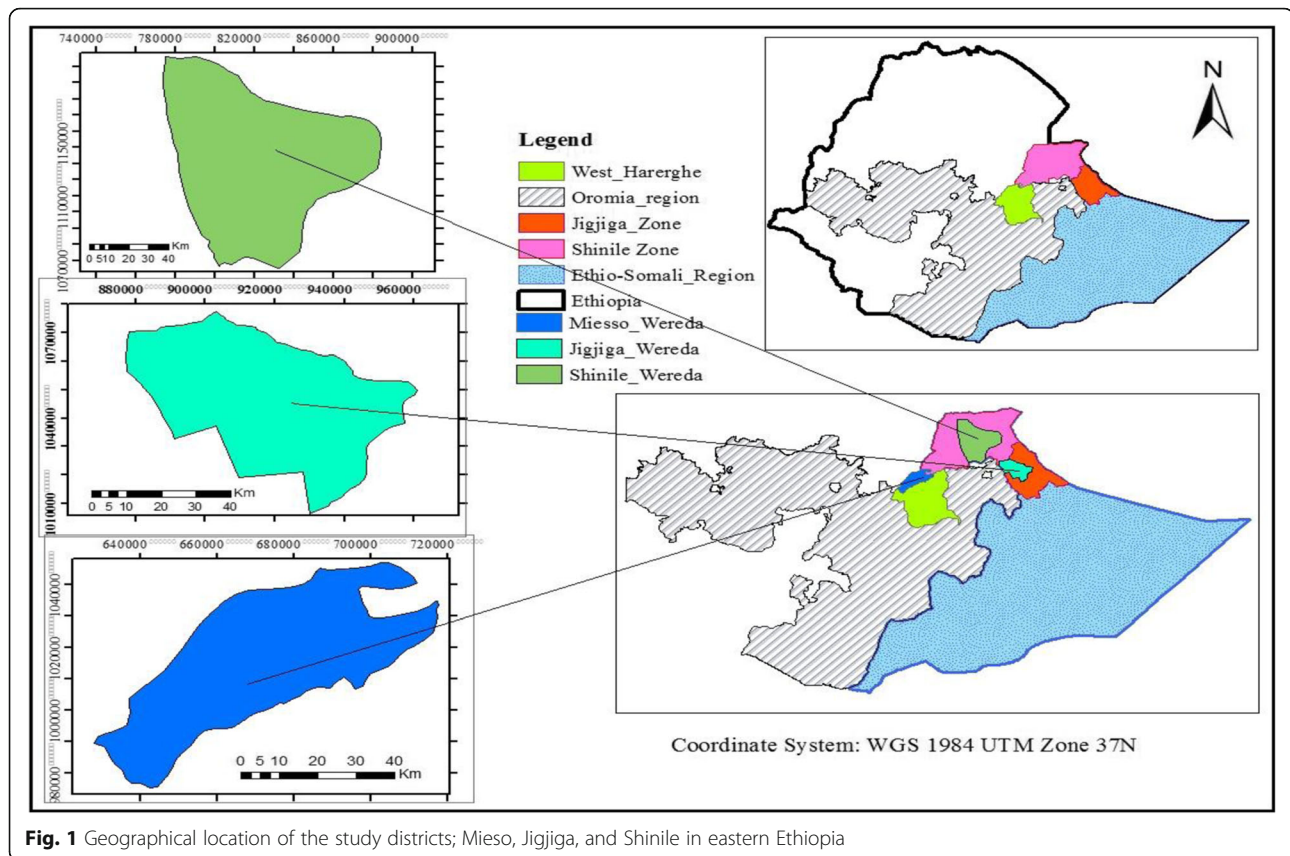 740000 780000 820000 860000 900000
1150000
1110000
1070000
0 510 20 30 40 Km
880000 900000 920000 940000 960000
1070000
1040000
1010000
0 5 10 20 30 40 Km
640000 660000 680000 700000 720000
1040000
1020000
1000000
980000
0 5 10 20 30 40 Km
Legend
West_Harerghe
Oromia_region
Jigjiga_Zone
Shinile Zone
Ethio-Somali_Region
Ethiopia
Miesso_Wereda
Jigjiga_Wereda
Shinile_Wereda
N
Coordinate System: WGS 1984 UTM Zone 37N
Fig. 1 Geographical location of the study districts; Mieso, Jigjiga, and Shinile in eastern Ethiopia